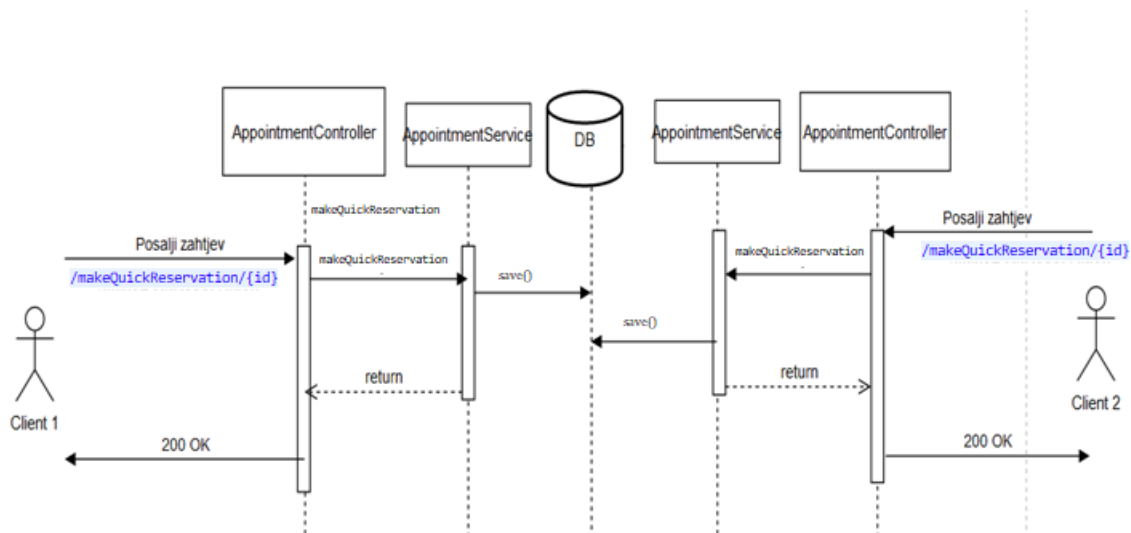 AppointmentController
AppointmentService
DB
AppointmentService
AppointmentController
makeQuickReservation
Posalji zahtjev
/makeQuickReservation/{id}
makeQuickReservation
save()
save()
makeQuickReservation
Posalji zahtjev
/makeQuickReservation/{id}
return
return
Client 1
Client 2
200 OK
200 OK